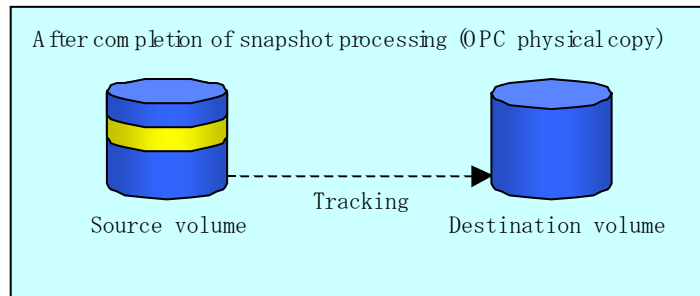 After completion of snapshot processing (OPC physical copy)
Tracking
Source volume
Destination volume